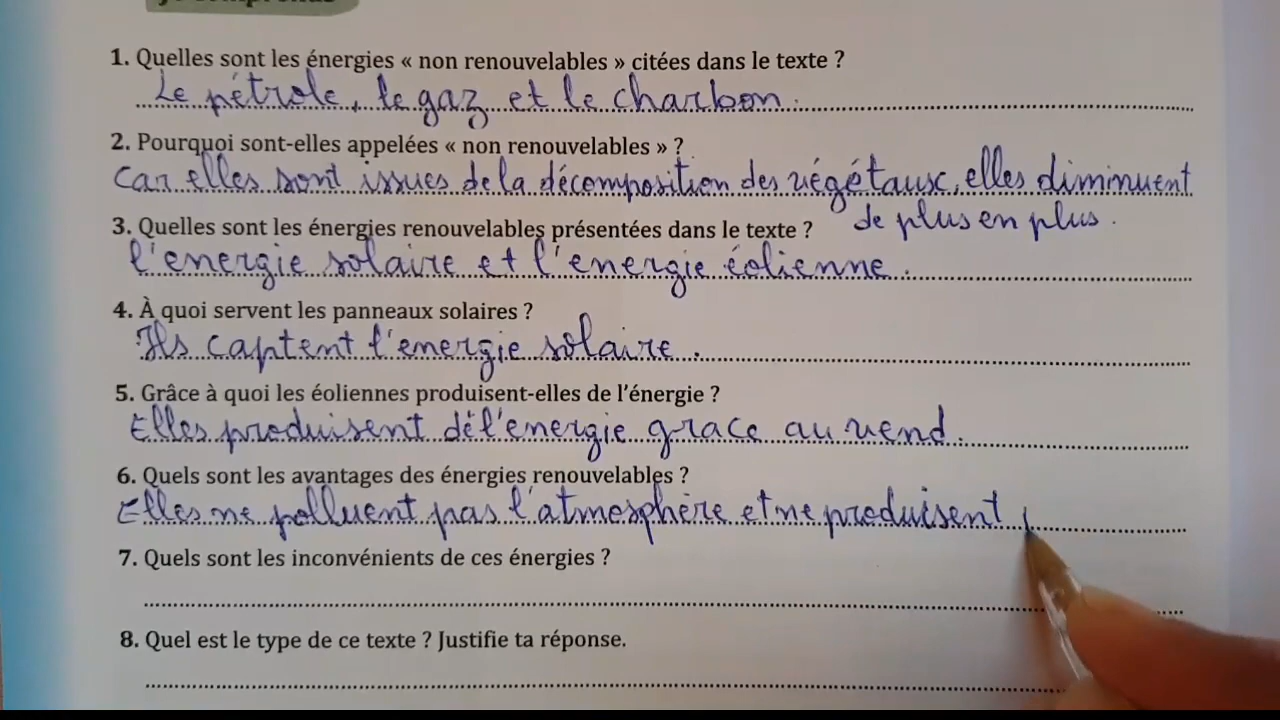 1. Quelles sont les énergies « non renouvelables » citées dans le texte ?
Le pétrole, le gaz et le charbon.
2. Pourquoi sont-elles appelées « non renouvelables » ?
Car elles sont issues de la décomposition des végétaux, elles diminuent
de plus en plus.
3. Quelles sont les énergies renouvelables présentées dans le texte ?
l'energie solaire et l'energie éolienne.
4. À quoi servent les panneaux solaires ?
Ils captent l'energie solaire.
5. Grâce à quoi les éoliennes produisent-elles de l'énergie ?
Elles produisent de l'energie grace au vend.
6. Quels sont les avantages des énergies renouvelables ?
Elles ne polluent pas l'atmosphère et ne produisent
7. Quels sont les inconvénients de ces énergies ?
8. Quel est le type de ce texte ? Justifie ta réponse.